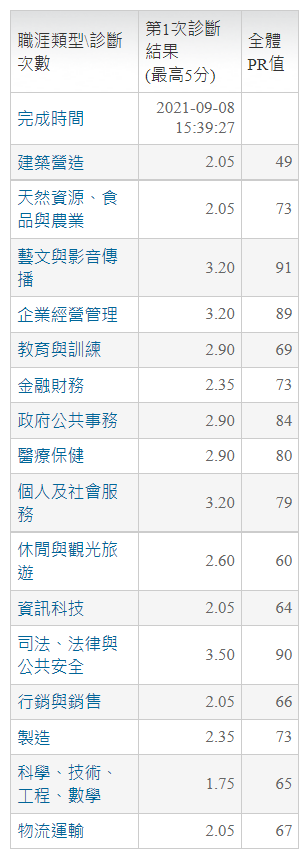 職涯類型\診斷
次數
第1次診斷
結果
(最高5分)
全體
PR值
完成時間
2021-09-08
15:39:27
建築營造 2.05 49
天然資源、食
品與農業
2.05 73
藝文與影音傳
播
3.20 91
企業經營管理 3.20 89
教育與訓練 2.90 69
金融財務 2.35 73
政府公共事務 2.90 84
醫療保健 2.90 80
個人及社會服
務
3.20 79
休閒與觀光旅
遊
2.60 60
資訊科技 2.05 64
司法、法律與
公共安全
3.50 90
行銷與銷售 2.05 66
製造 2.35 73
科學、技術、
工程、數學
1.75 65
物流運輸 2.05 67